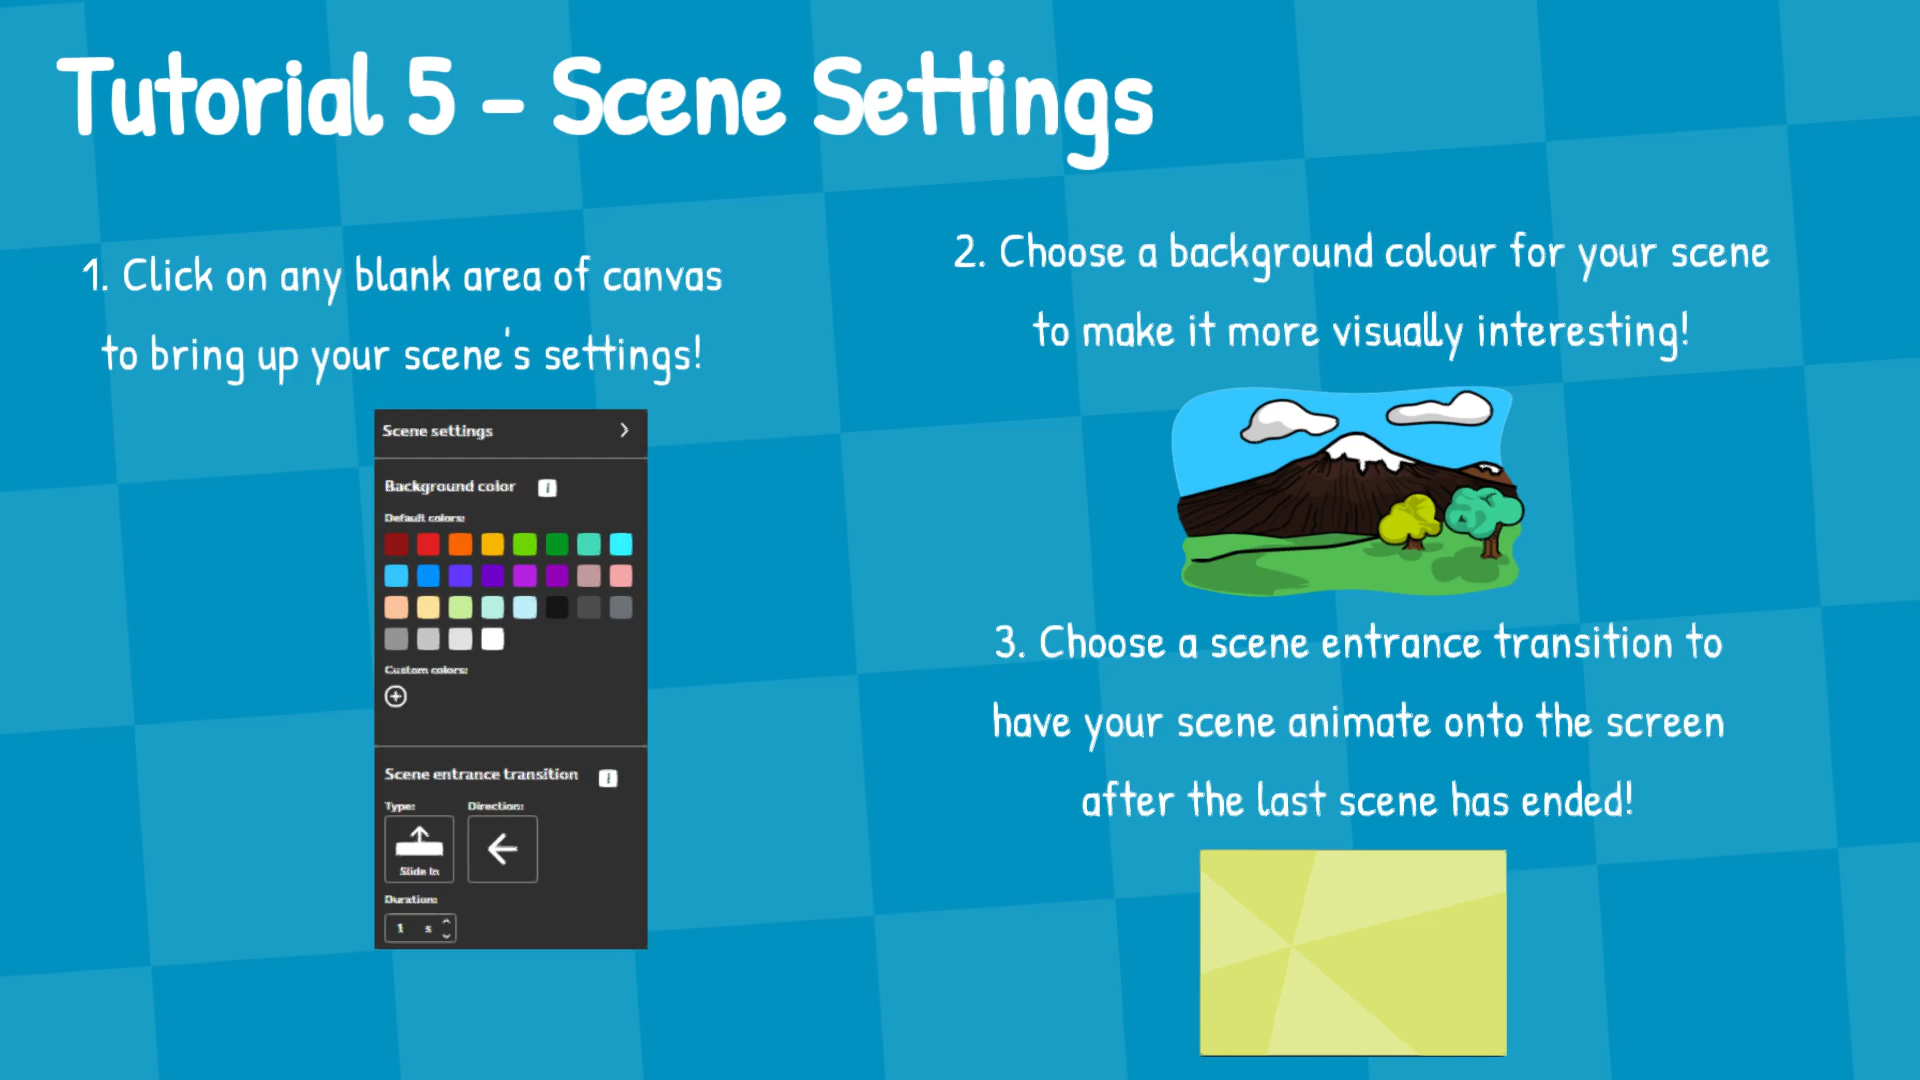 Tutorial 5 - Scene Settings
1. Click on any blank area of canvas
to bring up your scene's settings!
Scene settings
Background color
i
Default colors:
Custom colors:
Scene entrance transition
i
Type:
Direction:
Slide In
Duration:
1 s
2. Choose a background colour for your scene
to make it more visually interesting!
3. Choose a scene entrance transition to
have your scene animate onto the screen
after the last scene has ended!